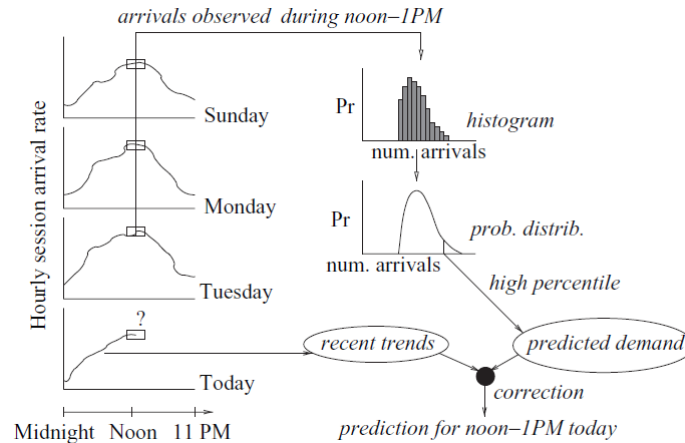 arrivals observed during noon–1PM
Hourly session arrival rate
Sunday
Monday
Tuesday
?
Today
Midnight Noon 11 PM
Pr
histogram
num. arrivals
Pr
prob. distrib.
num. arrivals
high percentile
recent trends
predicted demand
correction
prediction for noon–1PM today